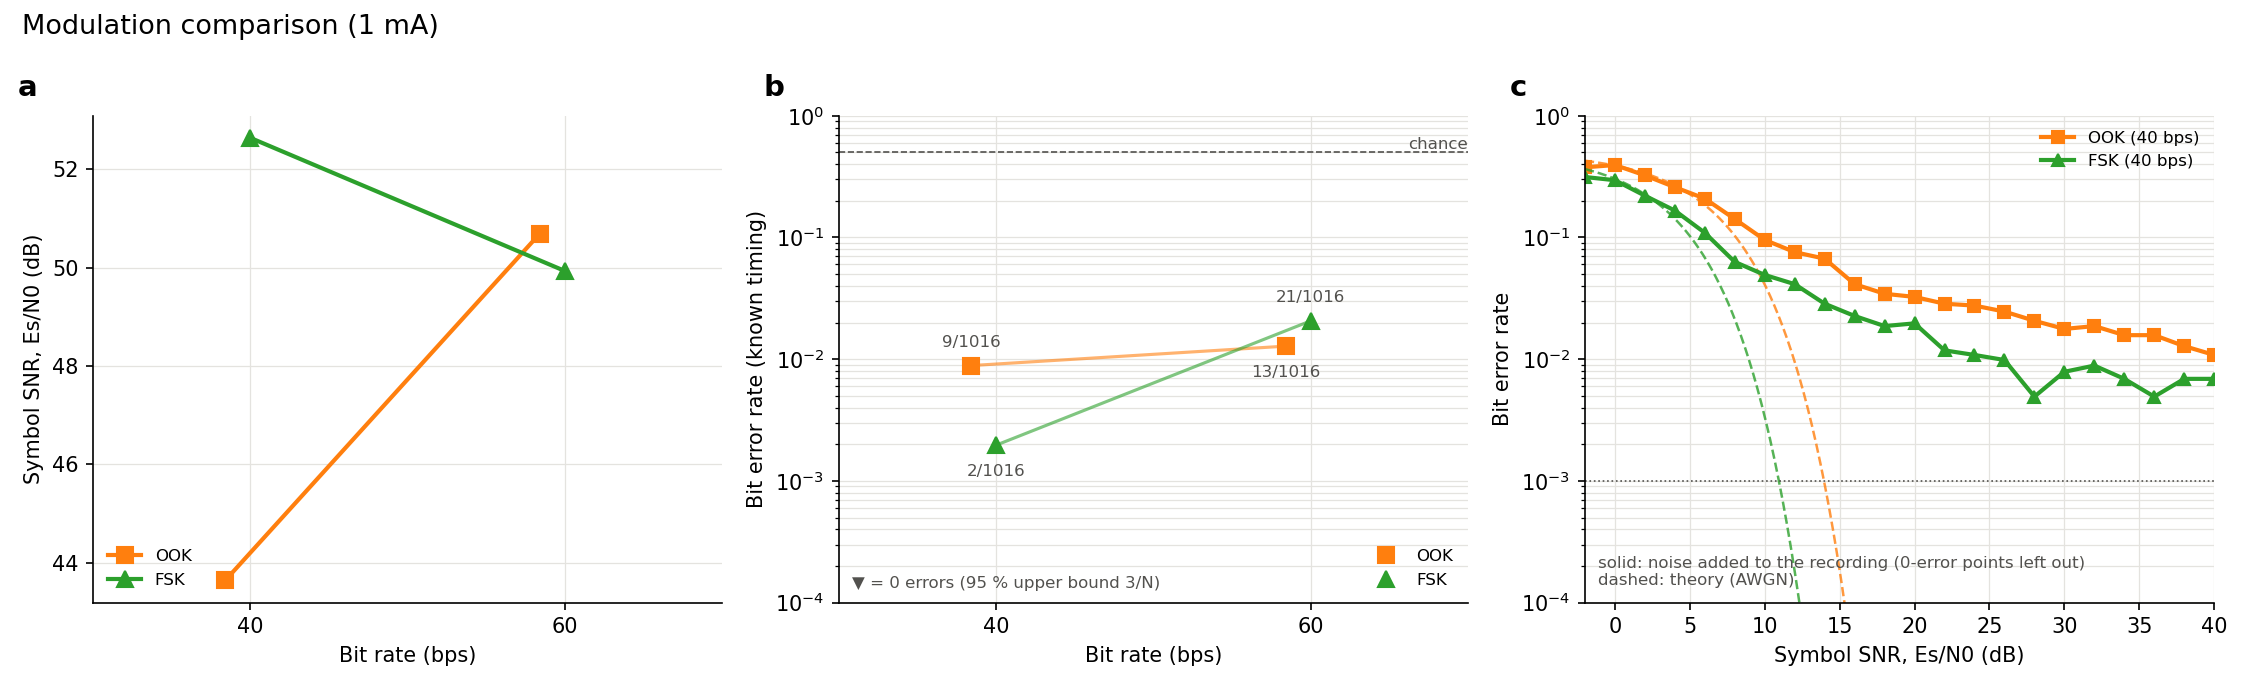 Modulation comparison (1 mA)
a
Symbol SNR, Es/N0 (dB)
52
50
48
46
44
OOK
FSK
40
60
Bit rate (bps)
b
Bit error rate (known timing)
10⁰
10⁻¹
10⁻²
10⁻³
10⁻⁴
chance
21/1016
9/1016
13/1016
2/1016
▼ = 0 errors (95 % upper bound 3/N)
OOK
FSK
40
60
Bit rate (bps)
c
Bit error rate
10⁰
10⁻¹
10⁻²
10⁻³
10⁻⁴
OOK (40 bps)
FSK (40 bps)
solid: noise added to the recording (0-error points left out)
dashed: theory (AWGN)
0
5
10
15
20
25
30
35
40
Symbol SNR, Es/N0 (dB)